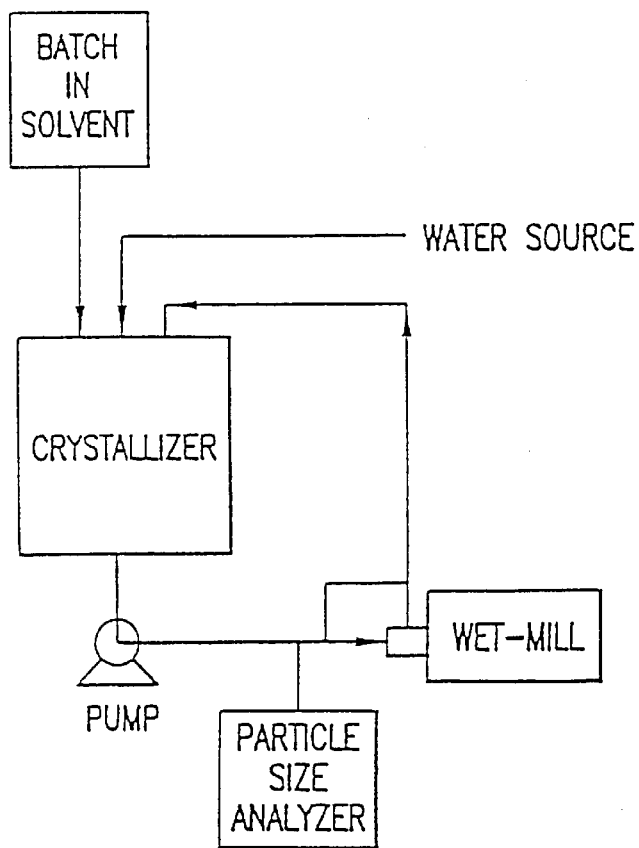 BATCH
IN
SOLVENT
WATER SOURCE
CRYSTALLIZER
WET-MILL
PUMP
PARTICLE
SIZE
ANALYZER